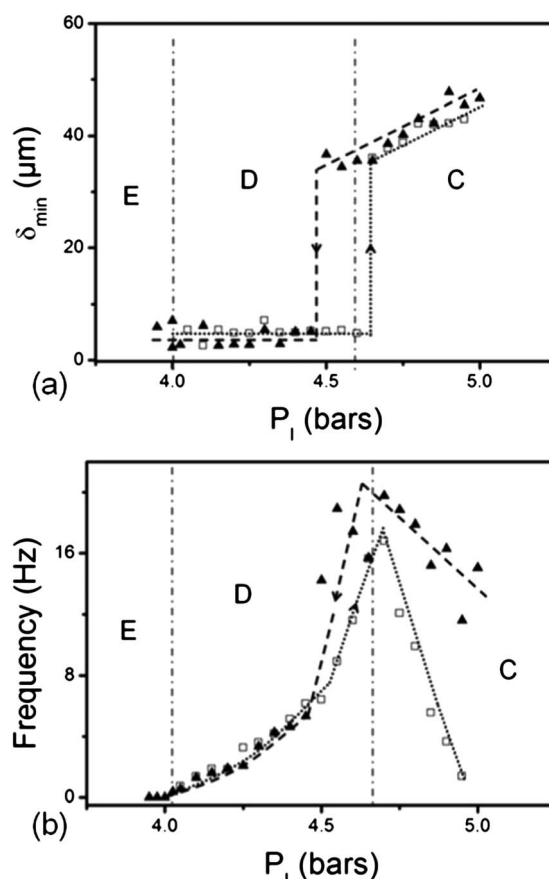 60
40
20
0
δmin (μm)
E
D
C
4.0
4.5
5.0
(a)
Pl (bars)
16
8
0
Frequency (Hz)
E
D
C
4.0
4.5
5.0
(b)
Pl (bars)